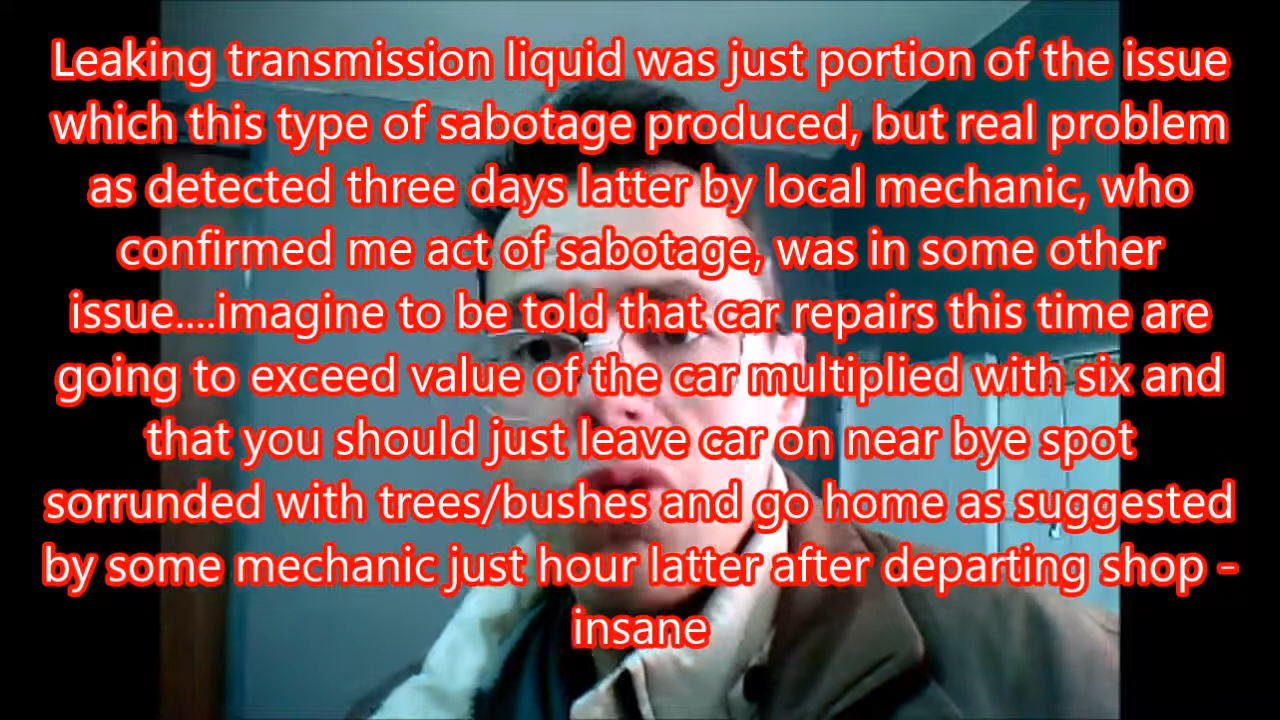 Leaking transmission liquid was just portion of the issue
which this type of sabotage produced, but real problem
as detected three days latter by local mechanic, who
confirmed me act of sabotage, was in some other
issue....imagine to be told that car repairs this time are
going to exceed value of the car multiplied with six and
that you should just leave car on near bye spot
sorrunded with trees/bushes and go home as suggested
by some mechanic just hour latter after departing shop -
insane